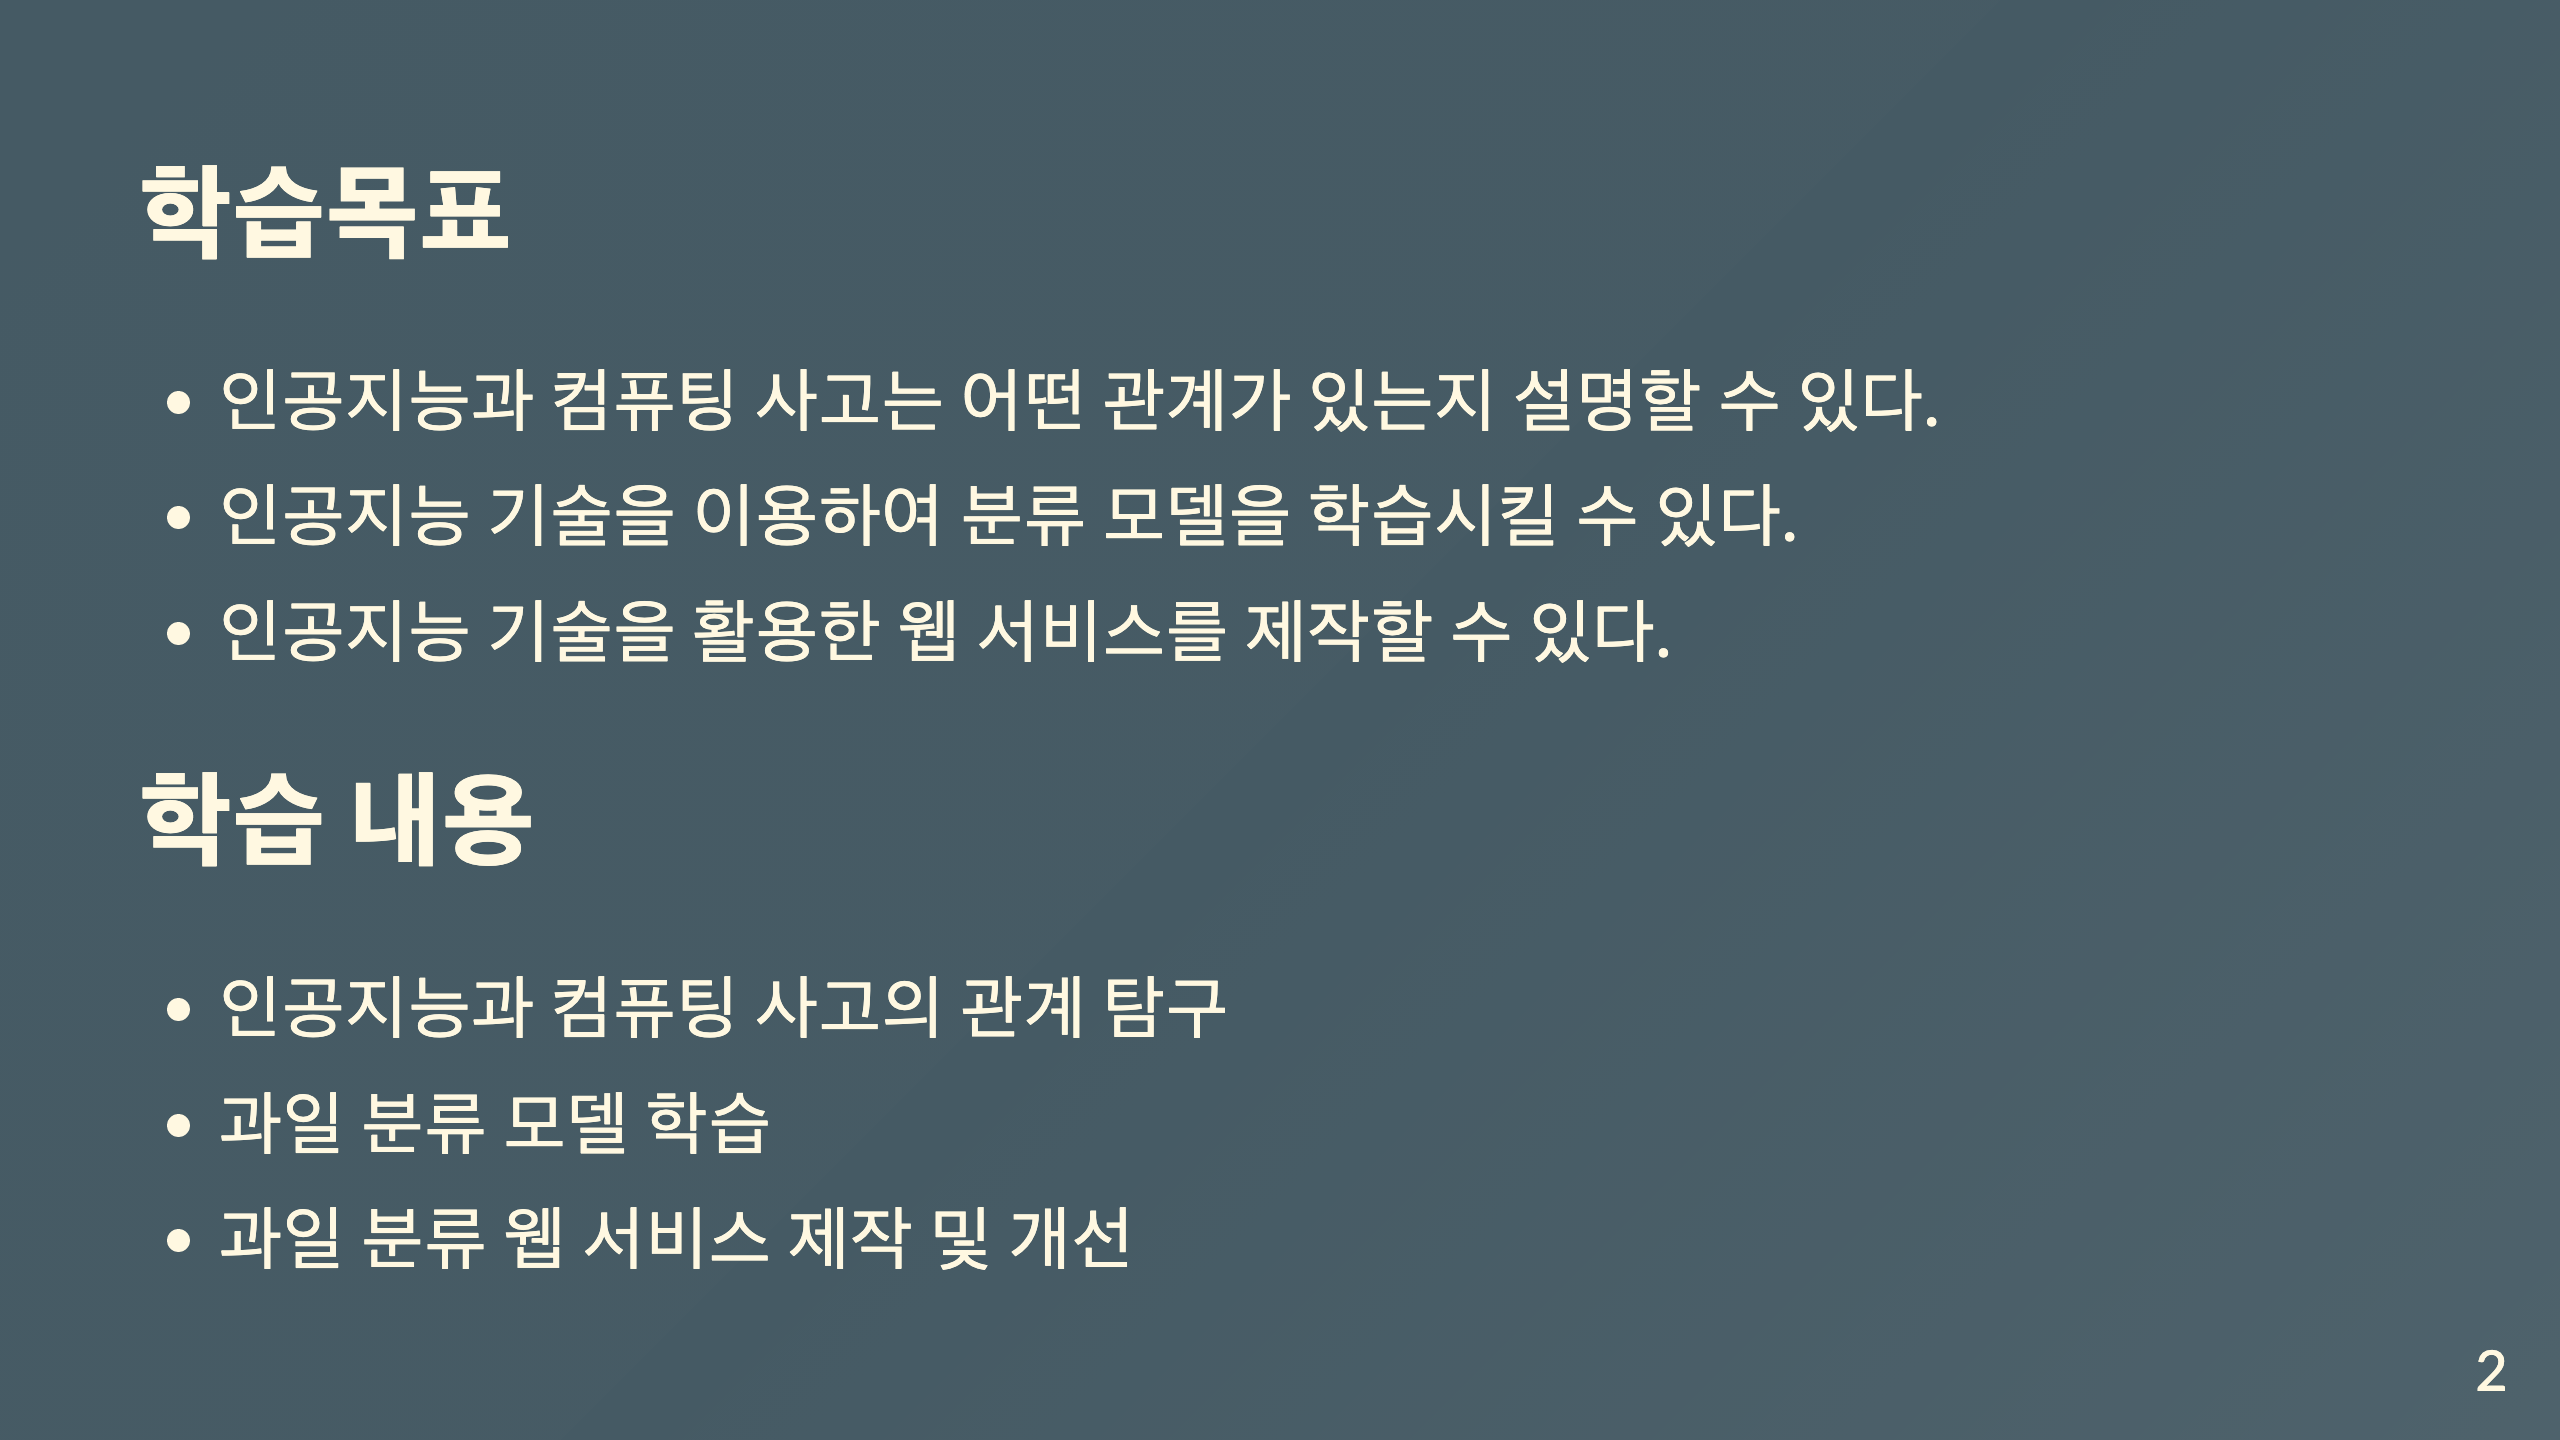 학습목표
• 인공지능과 컴퓨팅 사고는 어떤 관계가 있는지 설명할 수 있다.
• 인공지능 기술을 이용하여 분류 모델을 학습시킬 수 있다.
• 인공지능 기술을 활용한 웹 서비스를 제작할 수 있다.
학습 내용
• 인공지능과 컴퓨팅 사고의 관계 탐구
• 과일 분류 모델 학습
• 과일 분류 웹 서비스 제작 및 개선
2